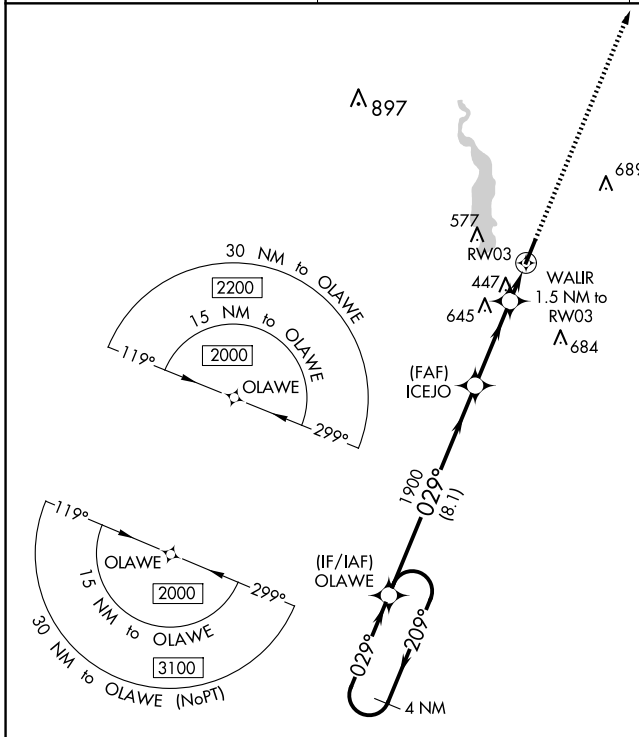 897
689
577
RW03
447
WALIR
1.5 NM to
RW03
645
684
30 NM to OLAWE
2200
15 NM to OLAWE
2000
119°
OLAWE
299°
(FAF)
ICEJO
1900
029°
(8.1)
119°
OLAWE
299°
2000
15 NM to OLAWE
3100
30 NM to OLAWE (NoPT)
(IF/IAF)
OLAWE
029°
209°
4 NM